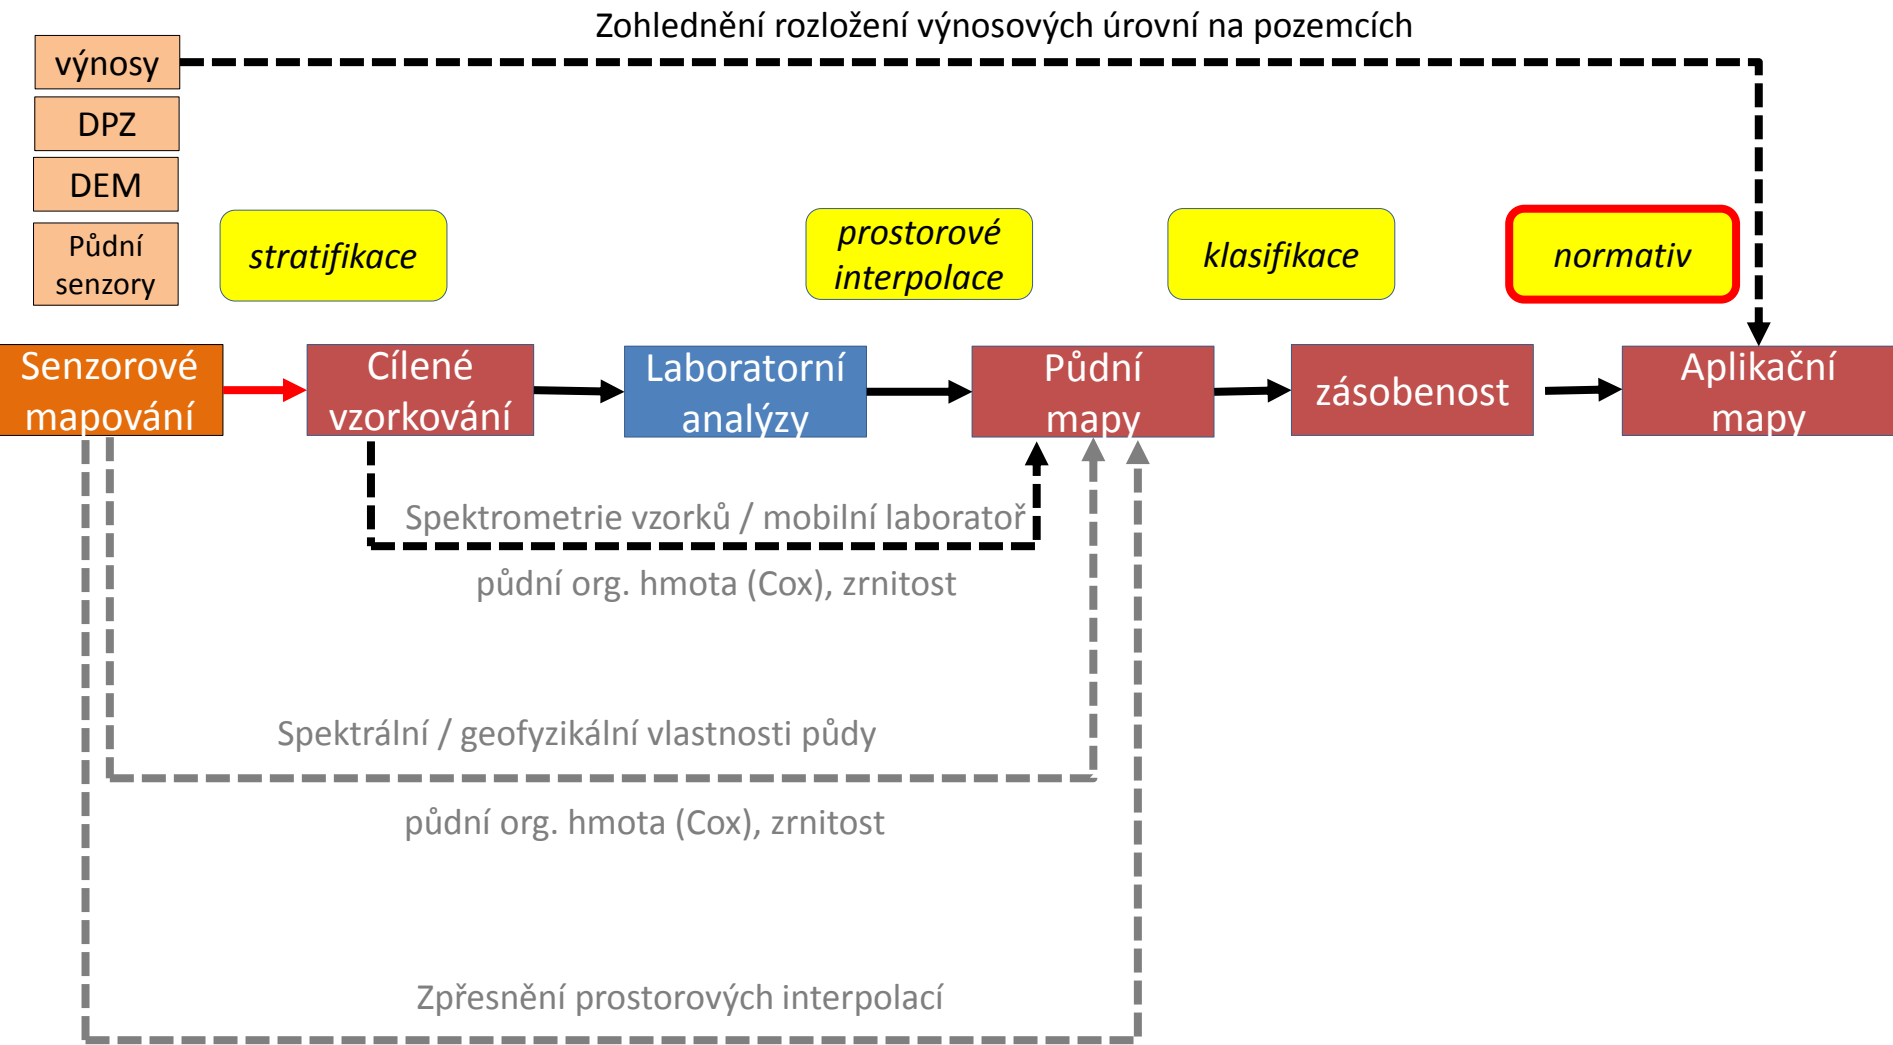 Zohlednění rozložení výnosových úrovní na pozemcích
výnosy
DPZ
DEM
Půdní
senzory
stratifikace
prostorové
interpolace
klasifikace
normativ
Senzorové
mapování
Cílené
vzorkování
Laboratorní
analýzy
Půdní
mapy
zásobenost
Aplikační
mapy
Spektrometrie vzorků / mobilní laboratoř
půdní org. hmota (Cox), zrnitost
Spektrální / geofyzikální vlastnosti půdy
půdní org. hmota (Cox), zrnitost
Zpřesnění prostorových interpolací